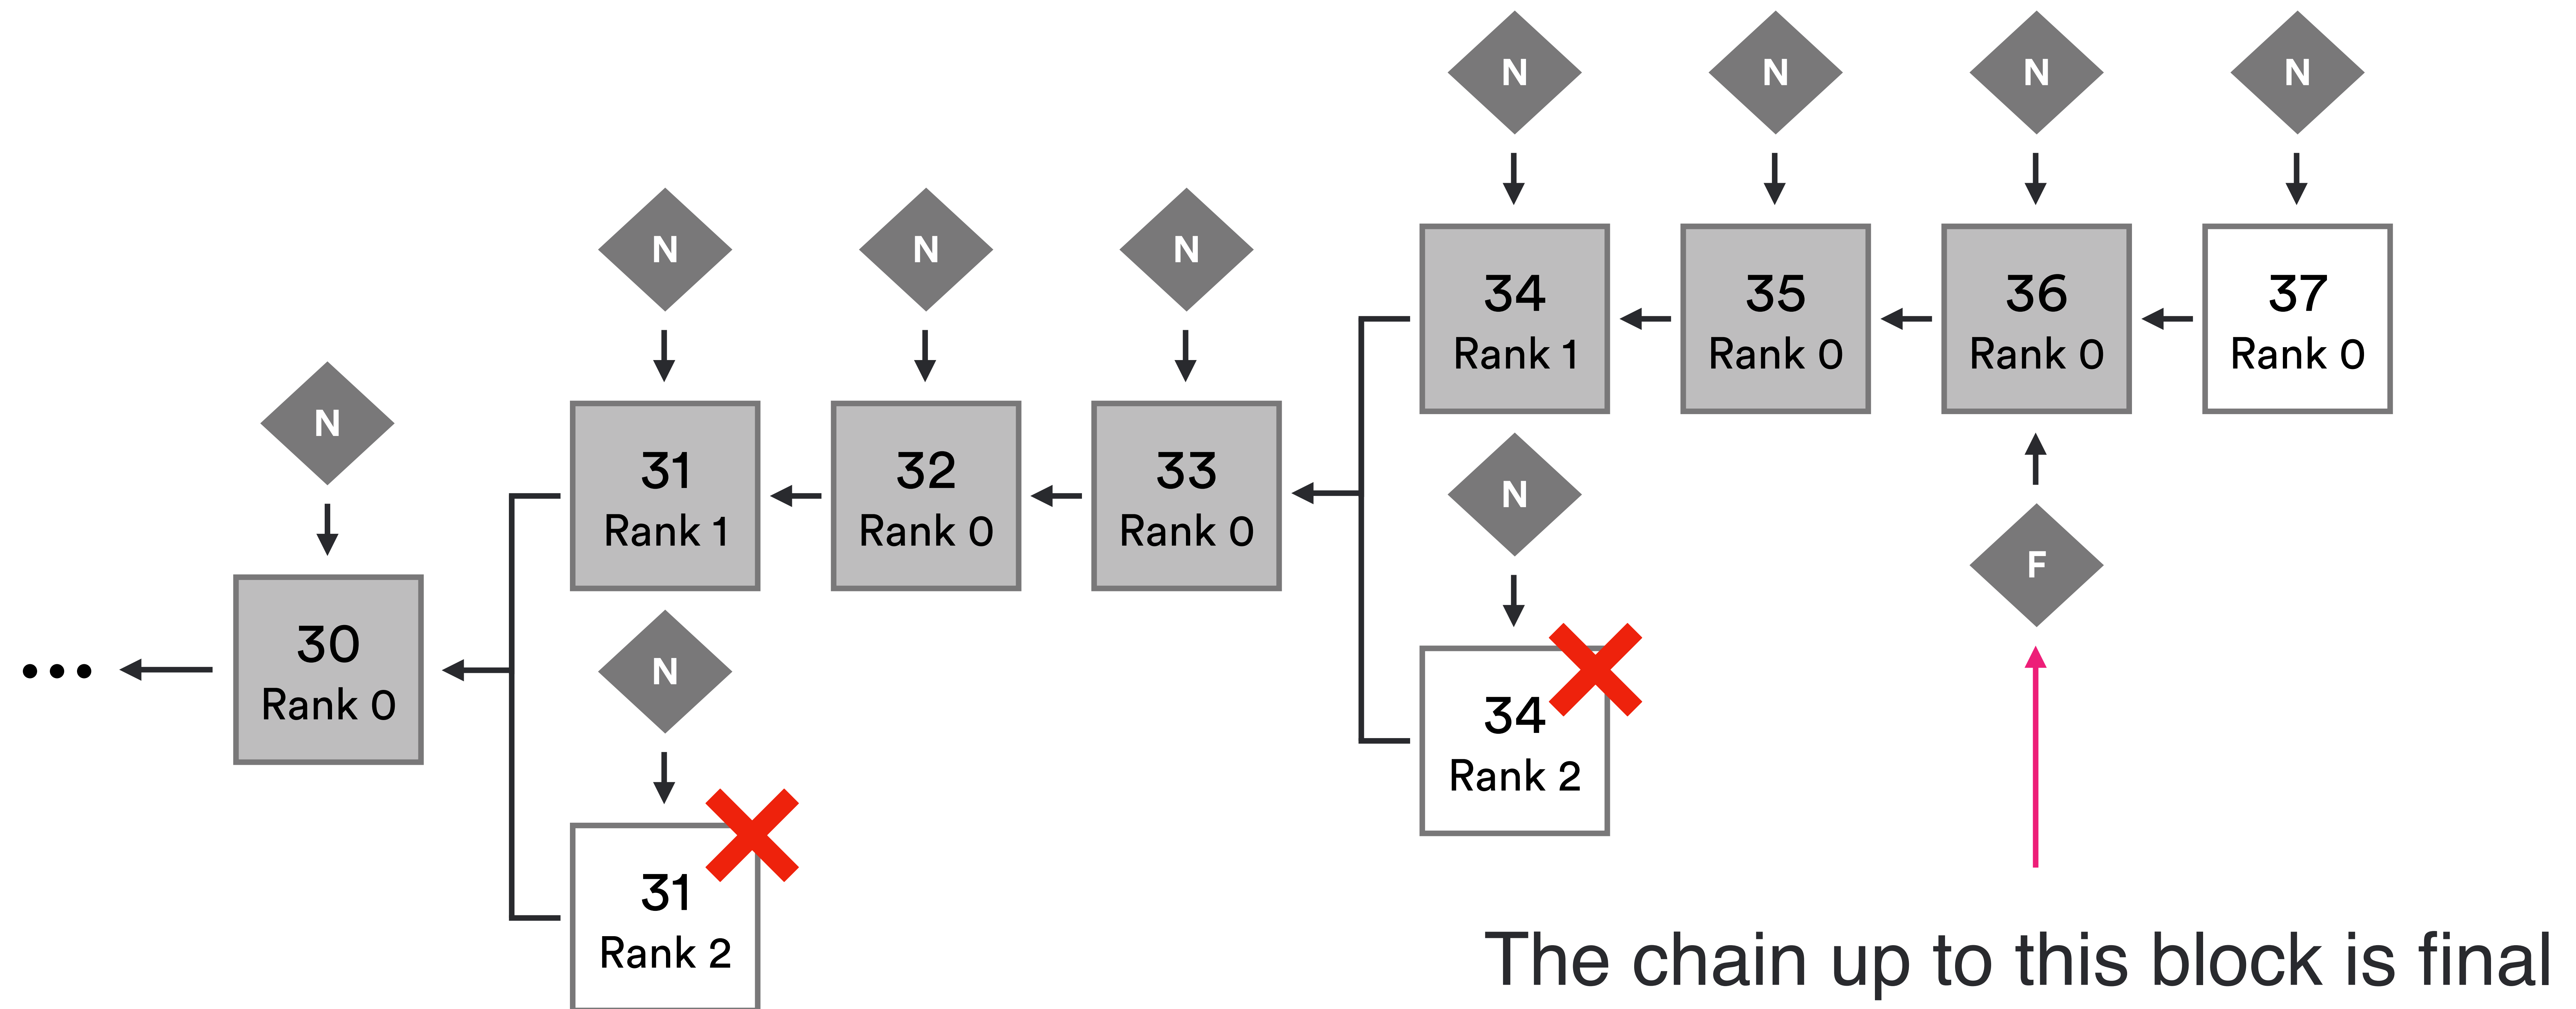 N
N
N
N
N
N
N
34
Rank 1
35
Rank 0
36
Rank 0
37
Rank 0
N
31
Rank 1
32
Rank 0
33
Rank 0
N
F
30
Rank 0
N
34
Rank 2
31
Rank 2
The chain up to this block is final